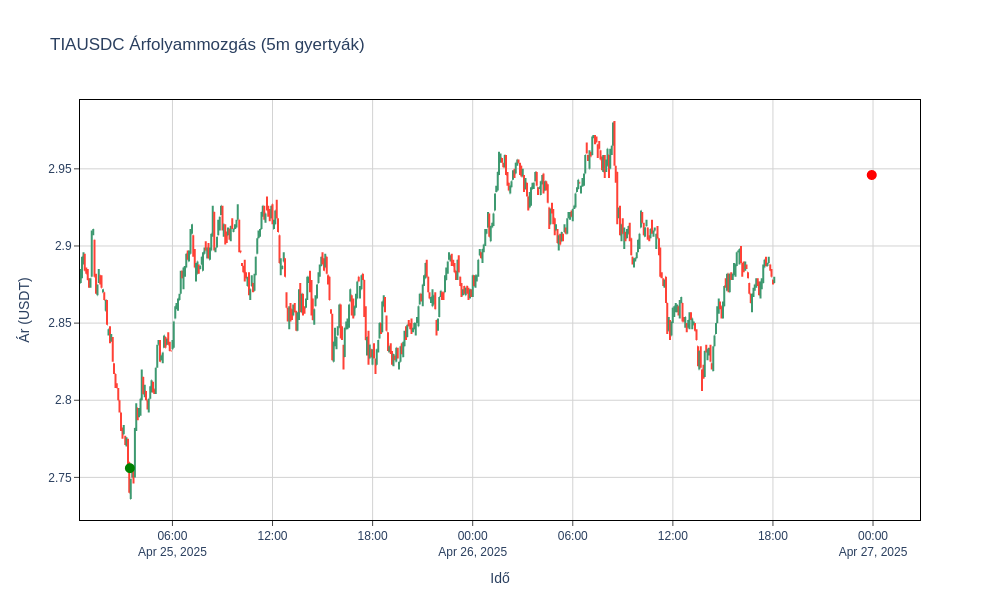 TIAUSDC Árfolyammozgás (5m gyertyák)
Ár (USDT)
2.95
2.9
2.85
2.8
2.75
06:00
Apr 25, 2025
12:00
18:00
00:00
Apr 26, 2025
06:00
12:00
18:00
00:00
Apr 27, 2025
Idő